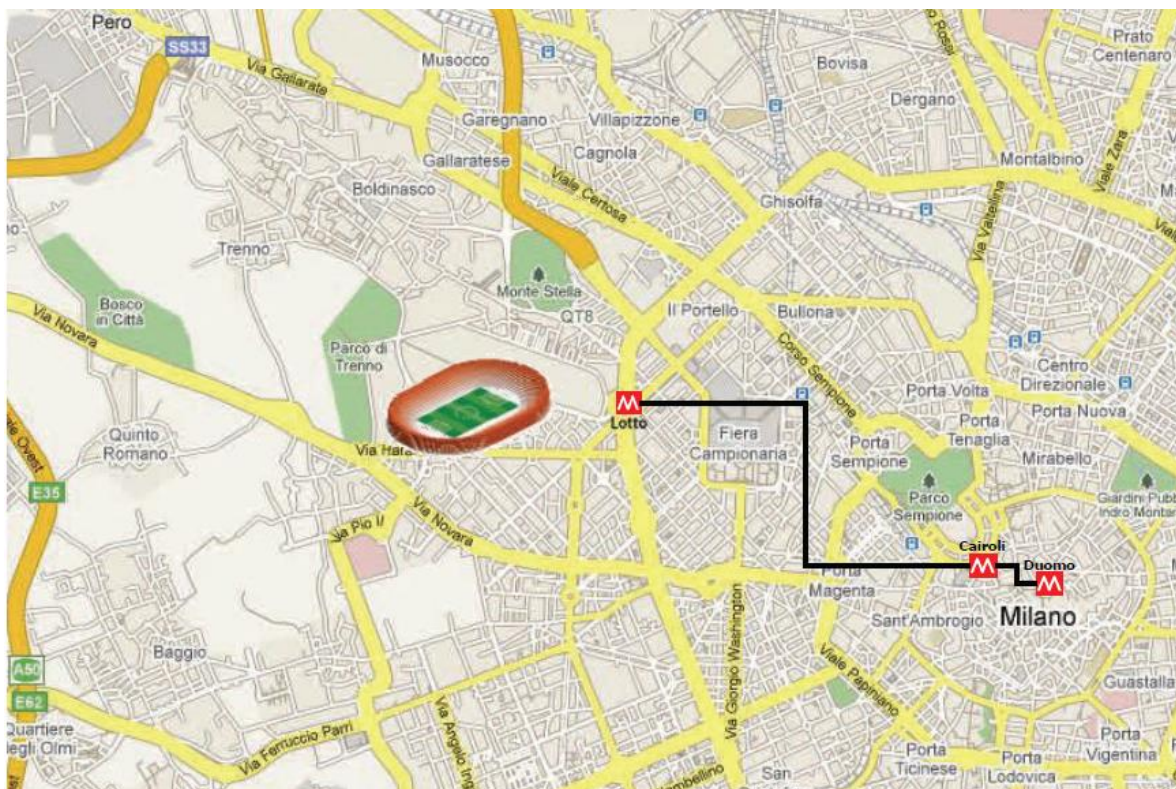 Pero
SS33
Via Gallarate
Musocco
Garegnano
Gallaratese
Boldinasco
Villapizzone
Cagnola
Bovisa
Dergano
Prato
Centenaro
Montalbino
Viale Zara
Viale Certosa
Ghisolfa
Via Valtellina
Trenno
Bosco
in Città
Via Novara
Monte Stella
QT8
Il Portello
Bullona
Parco di
Trenno
Corso Sempione
Centro
Direzionale
Porta Volta
Porta Nuova
Porta
Tenaglia
Mirabello
Lotto
Fiera
Campionaria
Porta
Sempione
Parco
Sempione
Giardini Pubb
Indro Montan
Quinto
Romano
E35
Via Hara
Via Pio II
Via Novara
Cairoli
Duomo
Porta
Magenta
Sant'Ambrogio
Milano
Via Giorgio Washington
Viale Papiniano
Guastalla
Baggio
A50
E62
Quartiere
egli Olmi
Via Ferruccio Parri
Via Angelo Ing
San
Porta
Ticinese
Porta
Lodovica
Porta
Vigentina